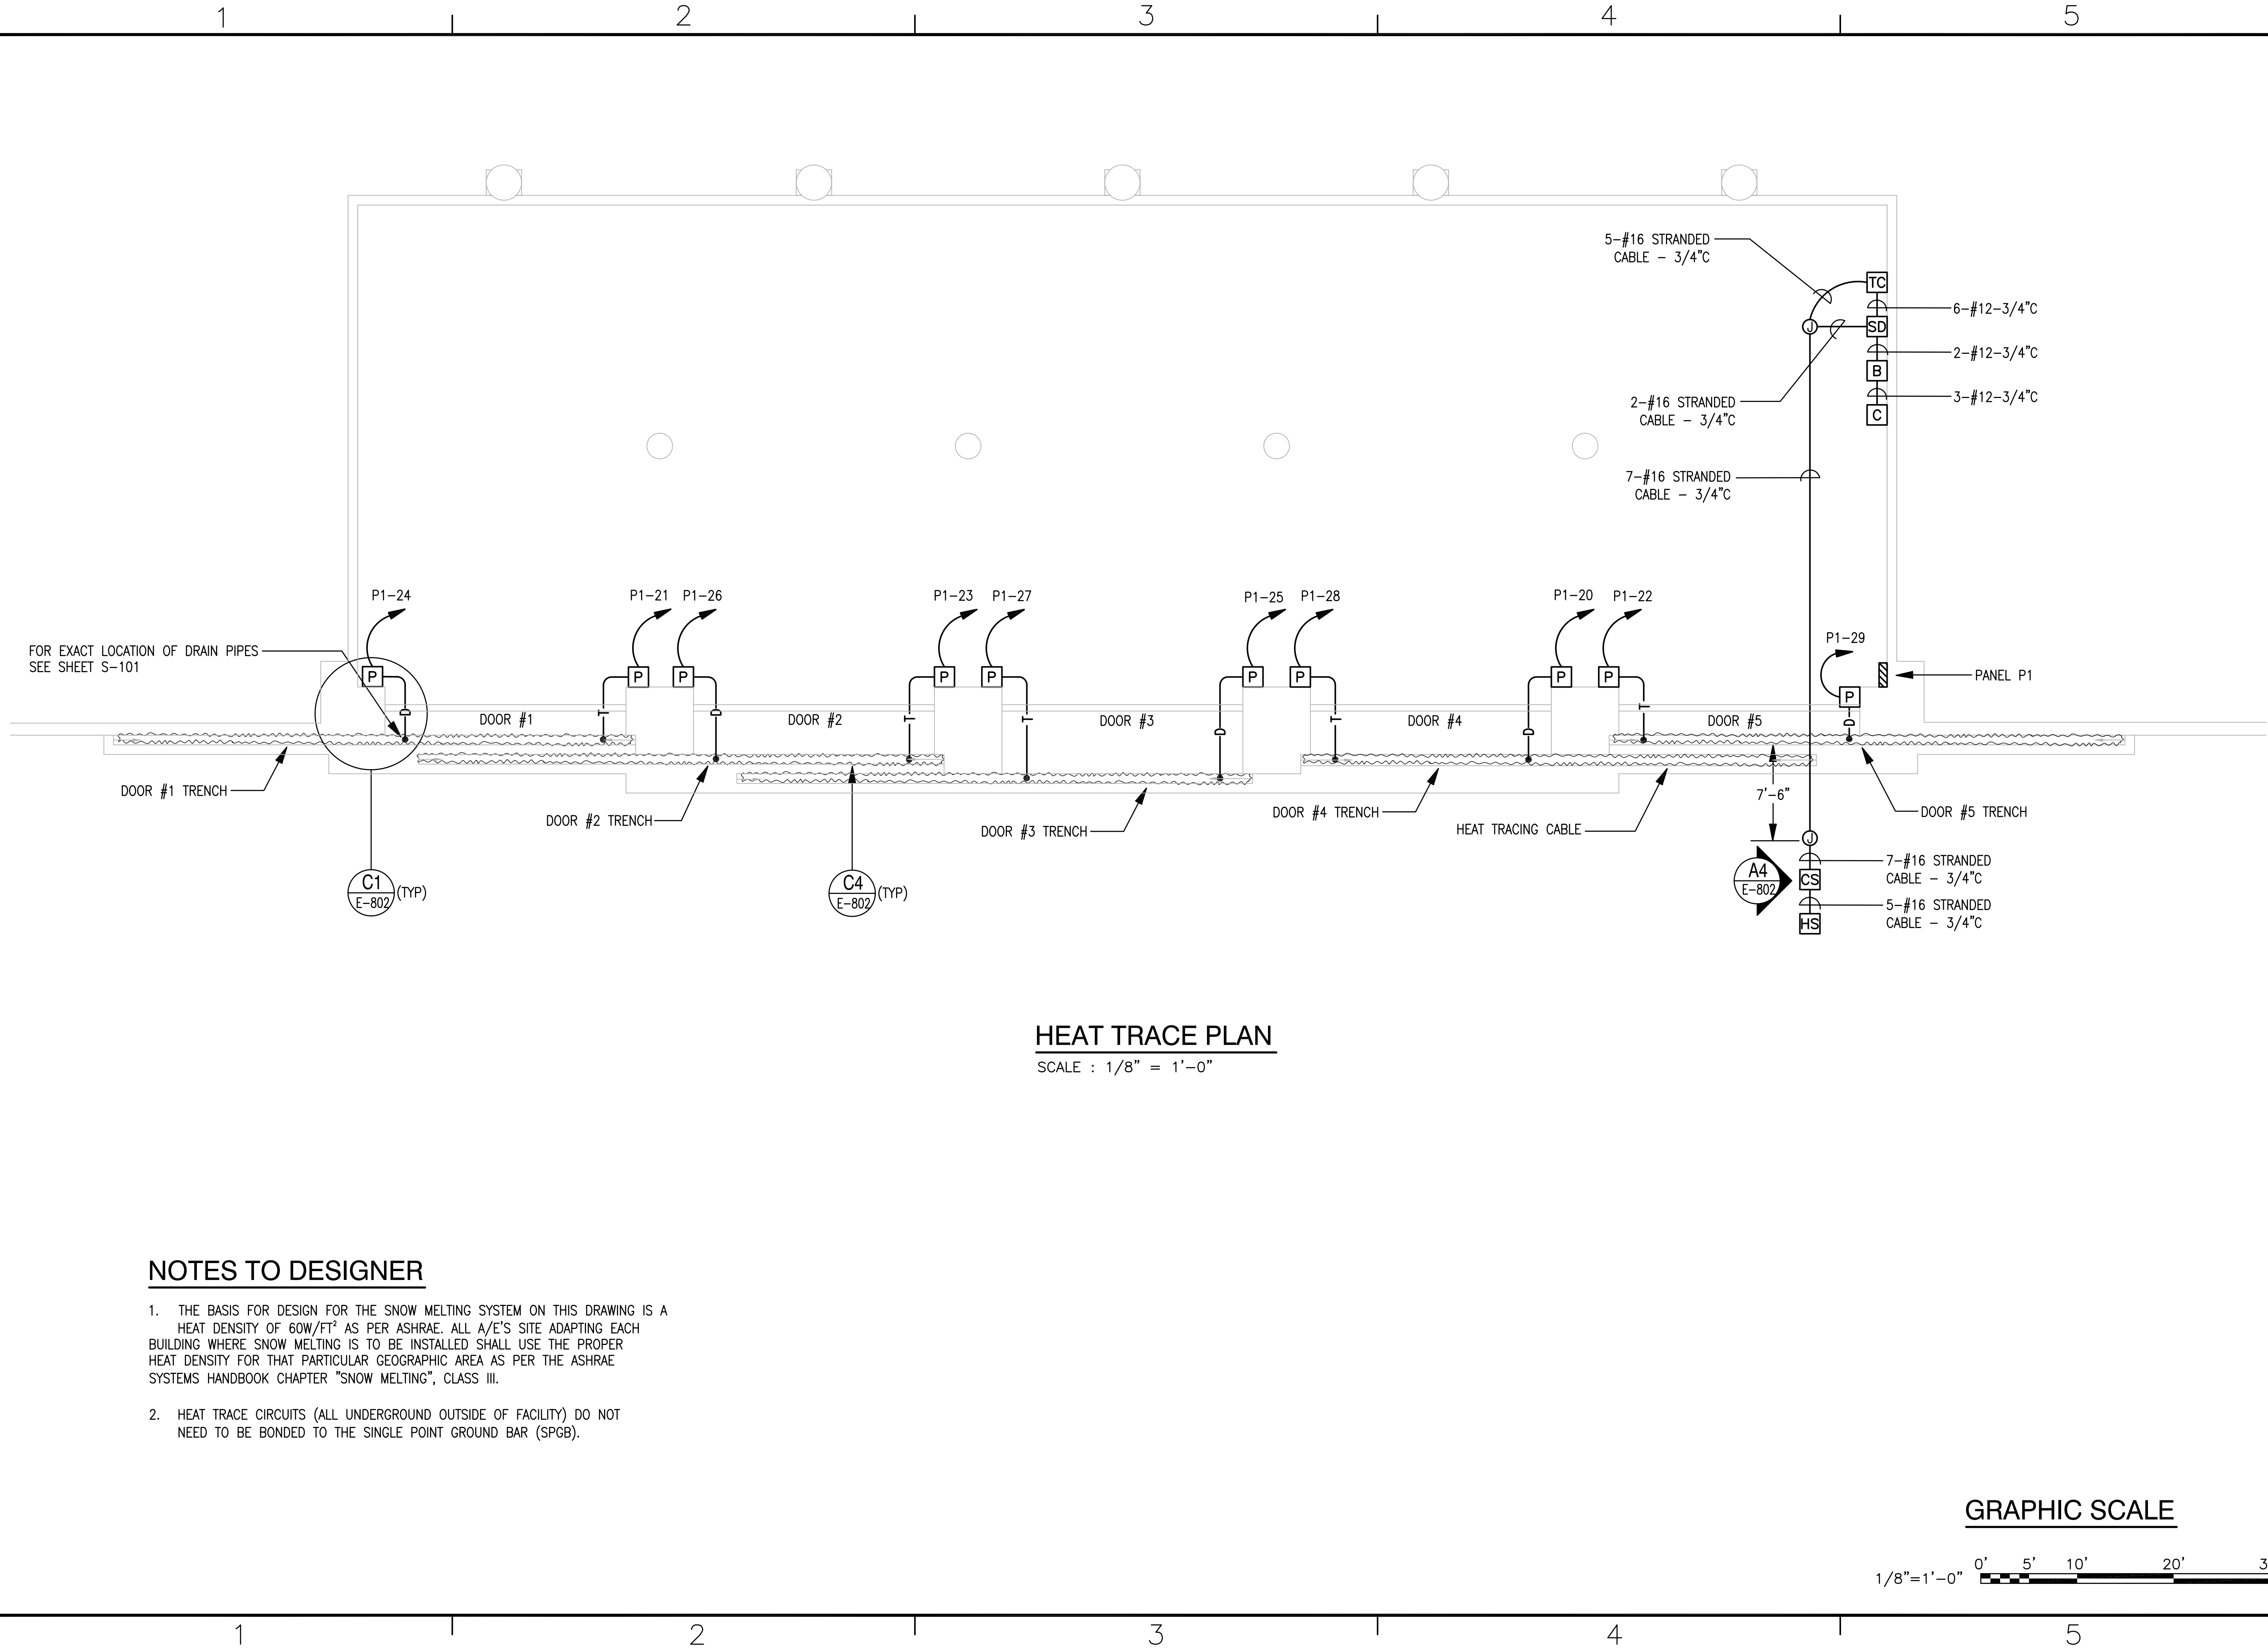 1 2 3 4 5
5-#16 STRANDED
CABLE – 3/4"C
TC
6-#12-3/4"C
J
SD
2-#12-3/4"C
B
2-#16 STRANDED
CABLE – 3/4"C
3-#12-3/4"C
C
7-#16 STRANDED
CABLE – 3/4"C
P1-24
P1-21
P1-26
P1-23
P1-27
P1-25
P1-28
P1-20
P1-22
P1-29
FOR EXACT LOCATION OF DRAIN PIPES
SEE SHEET S-101
P P P P P P P P P P
PANEL P1
D T D T T D T D T D
DOOR #1
DOOR #2
DOOR #3
DOOR #4
DOOR #5
DOOR #1 TRENCH
DOOR #2 TRENCH
DOOR #3 TRENCH
DOOR #4 TRENCH
HEAT TRACING CABLE
7'-6"
DOOR #5 TRENCH
J
C1
E-802
(TYP)
C4
E-802
(TYP)
A4
E-802
CS
HS
7-#16 STRANDED
CABLE – 3/4"C
5-#16 STRANDED
CABLE – 3/4"C
HEAT TRACE PLAN
SCALE : 1/8" = 1'-0"
NOTES TO DESIGNER
1. THE BASIS FOR DESIGN FOR THE SNOW MELTING SYSTEM ON THIS DRAWING IS A
HEAT DENSITY OF 60W/FT² AS PER ASHRAE. ALL A/E'S SITE ADAPTING EACH
BUILDING WHERE SNOW MELTING IS TO BE INSTALLED SHALL USE THE PROPER
HEAT DENSITY FOR THAT PARTICULAR GEOGRAPHIC AREA AS PER THE ASHRAE
SYSTEMS HANDBOOK CHAPTER "SNOW MELTING", CLASS III.
2. HEAT TRACE CIRCUITS (ALL UNDERGROUND OUTSIDE OF FACILITY) DO NOT
NEED TO BE BONDED TO THE SINGLE POINT GROUND BAR (SPGB).
GRAPHIC SCALE
1/8"=1'-0"
0' 5' 10' 20' 3
1 2 3 4 5